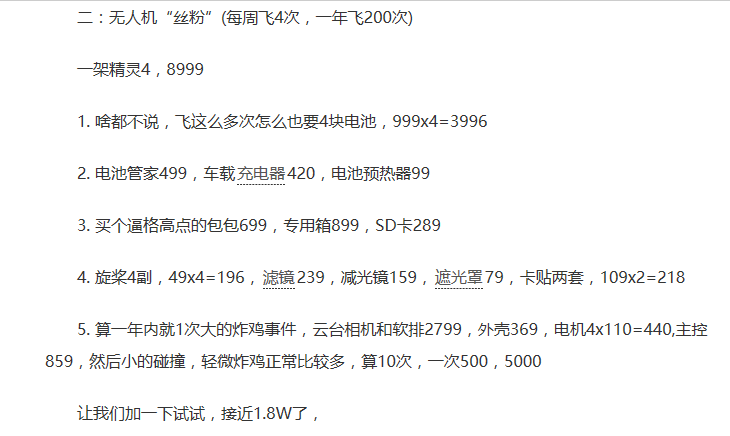 二：无人机“丝粉”(每周飞4次，一年飞200次)
一架精灵4，8999
1. 啥都不说，飞这么多次怎么也要4块电池，999x4=3996
2. 电池管家499，车载充电器420，电池预热器99
3. 买个逼格高点的包包699，专用箱899，SD卡289
4. 旋桨4副，49x4=196，滤镜239，减光镜159，遮光罩79，卡贴两套，109x2=218
5. 算一年内就1次大的炸鸡事件，云台相机和软排2799，外壳369，电机4x110=440,主控
859，然后小的碰撞，轻微炸鸡正常比较多，算10次，一次500，5000
让我们加一下试试，接近1.8W了，